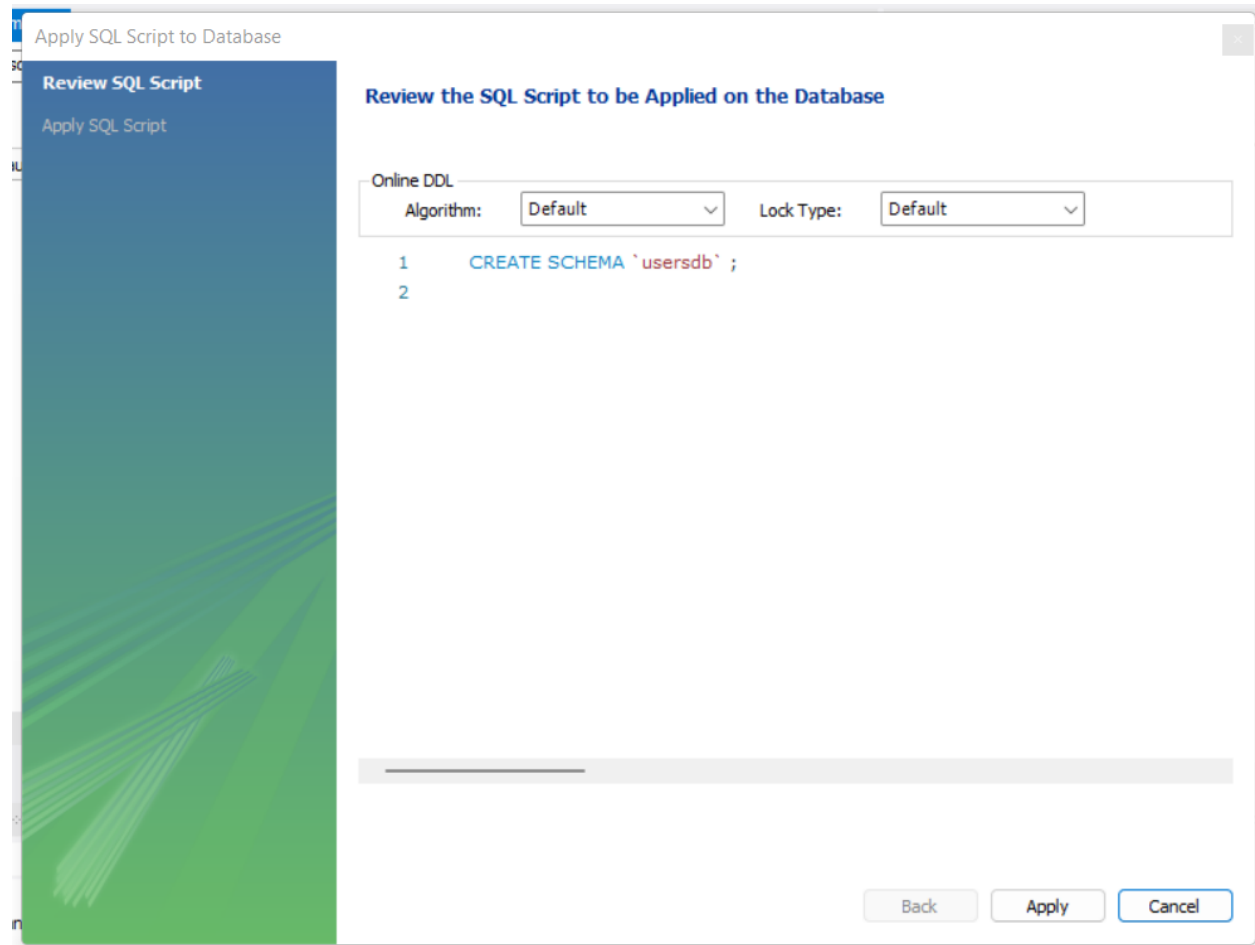 Apply SQL Script to Database
Review SQL Script
Apply SQL Script
Review the SQL Script to be Applied on the Database
Online DDL
Algorithm: Default Lock Type: Default
1 CREATE SCHEMA `usersdb` ;
2
Back Apply Cancel